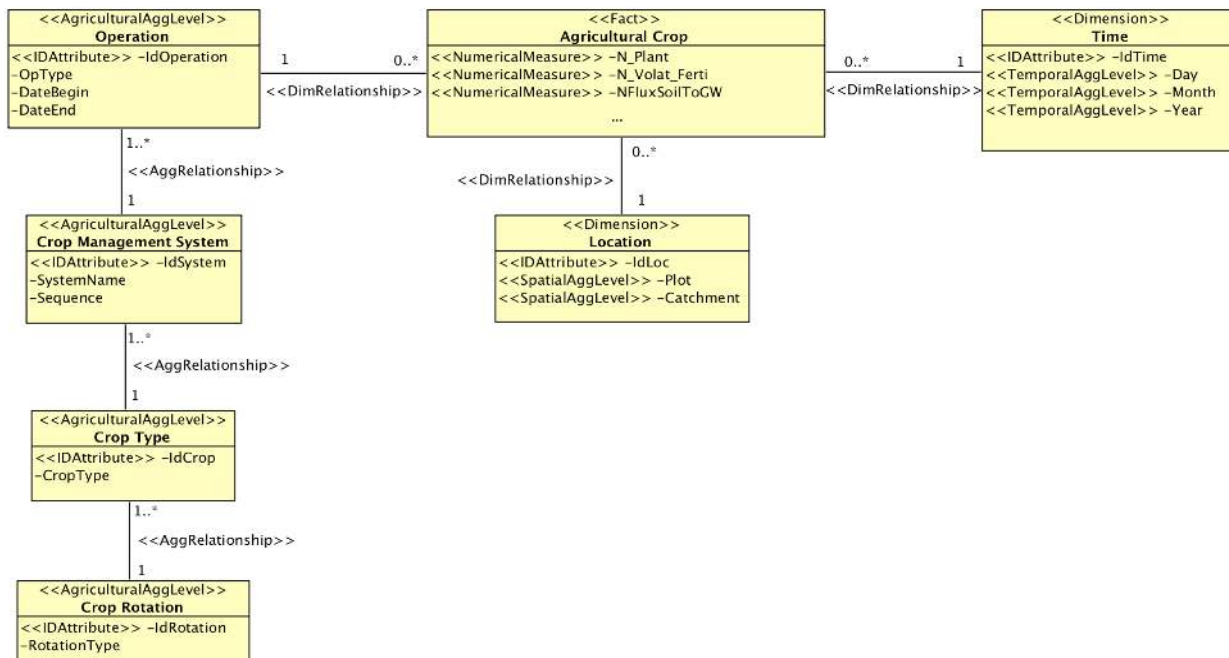 <<AgriculturalAggLevel>>
Operation
<<IDAttribute>> -IdOperation
-OpType
-DateBegin
-DateEnd
1
0..*
<<DimRelationship>>
<<Fact>>
Agricultural Crop
<<NumericalMeasure>> -N_Plant
<<NumericalMeasure>> -N_Volat_Ferti
<<NumericalMeasure>> -NFluxSoilToGW
...
0..*
1
<<DimRelationship>>
<<Dimension>>
Time
<<IDAttribute>> -IdTime
<<TemporalAggLevel>> -Day
<<TemporalAggLevel>> -Month
<<TemporalAggLevel>> -Year
1..*
<<AggRelationship>>
1
0..*
<<DimRelationship>>
1
<<AgriculturalAggLevel>>
Crop Management System
<<IDAttribute>> -IdSystem
-SystemName
-Sequence
<<Dimension>>
Location
<<IDAttribute>> -IdLoc
<<SpatialAggLevel>> -Plot
<<SpatialAggLevel>> -Catchment
1..*
<<AggRelationship>>
1
<<AgriculturalAggLevel>>
Crop Type
<<IDAttribute>> -IdCrop
-CropType
1..*
<<AggRelationship>>
1
<<AgriculturalAggLevel>>
Crop Rotation
<<IDAttribute>> -IdRotation
-RotationType